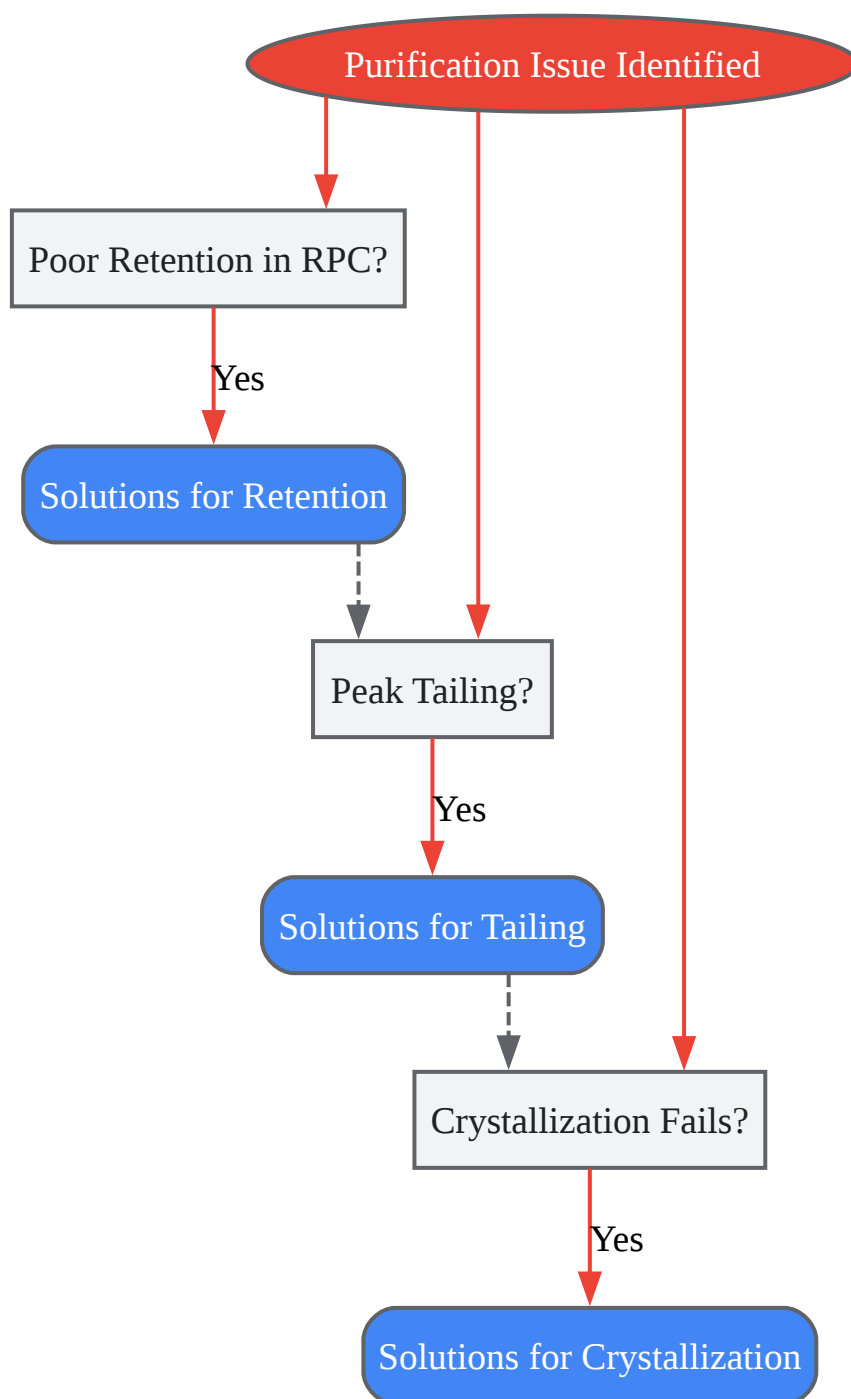 Purification Issue Identified
Poor Retention in RPC?
Yes
Solutions for Retention
Peak Tailing?
Yes
Solutions for Tailing
Crystallization Fails?
Yes
Solutions for Crystallization